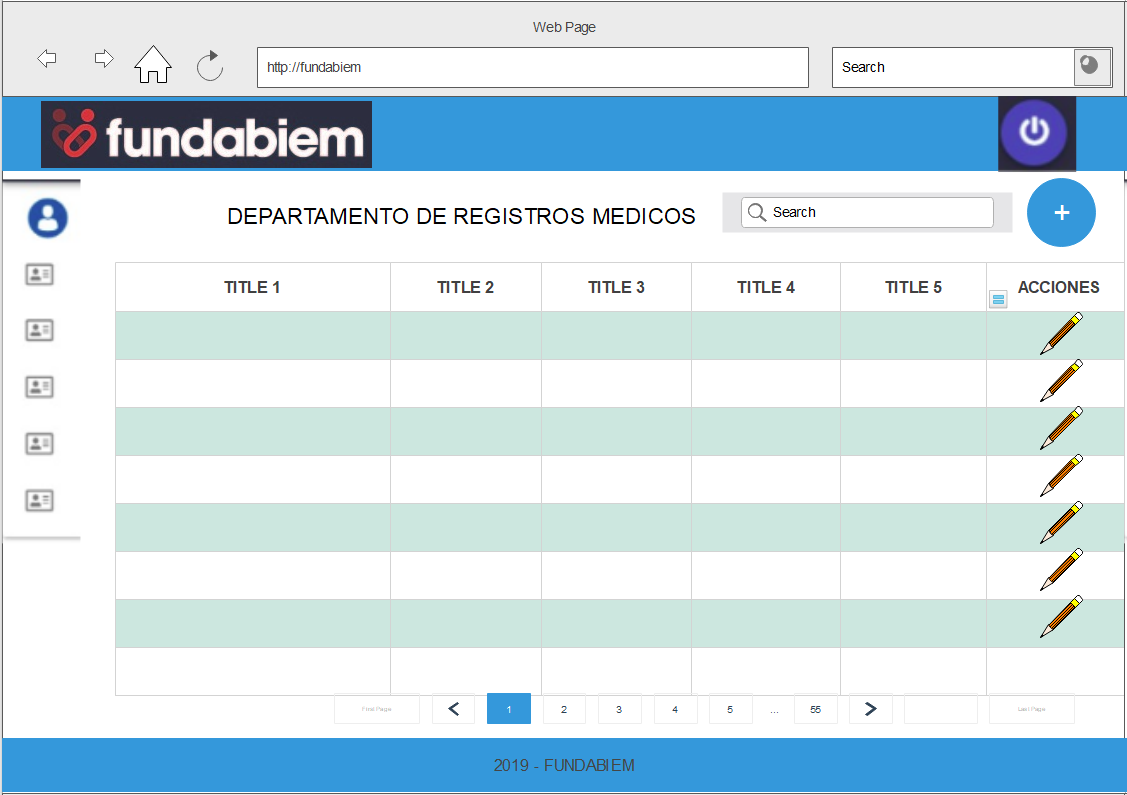 Web Page
http://fundabiem
Search
fundabiem
DEPARTAMENTO DE REGISTROS MEDICOS
Search
+
TITLE 1 TITLE 2 TITLE 3 TITLE 4 TITLE 5 ACCIONES
First Page < 1 2 3 4 5 ... 55 > Last Page
2019 - FUNDABIEM